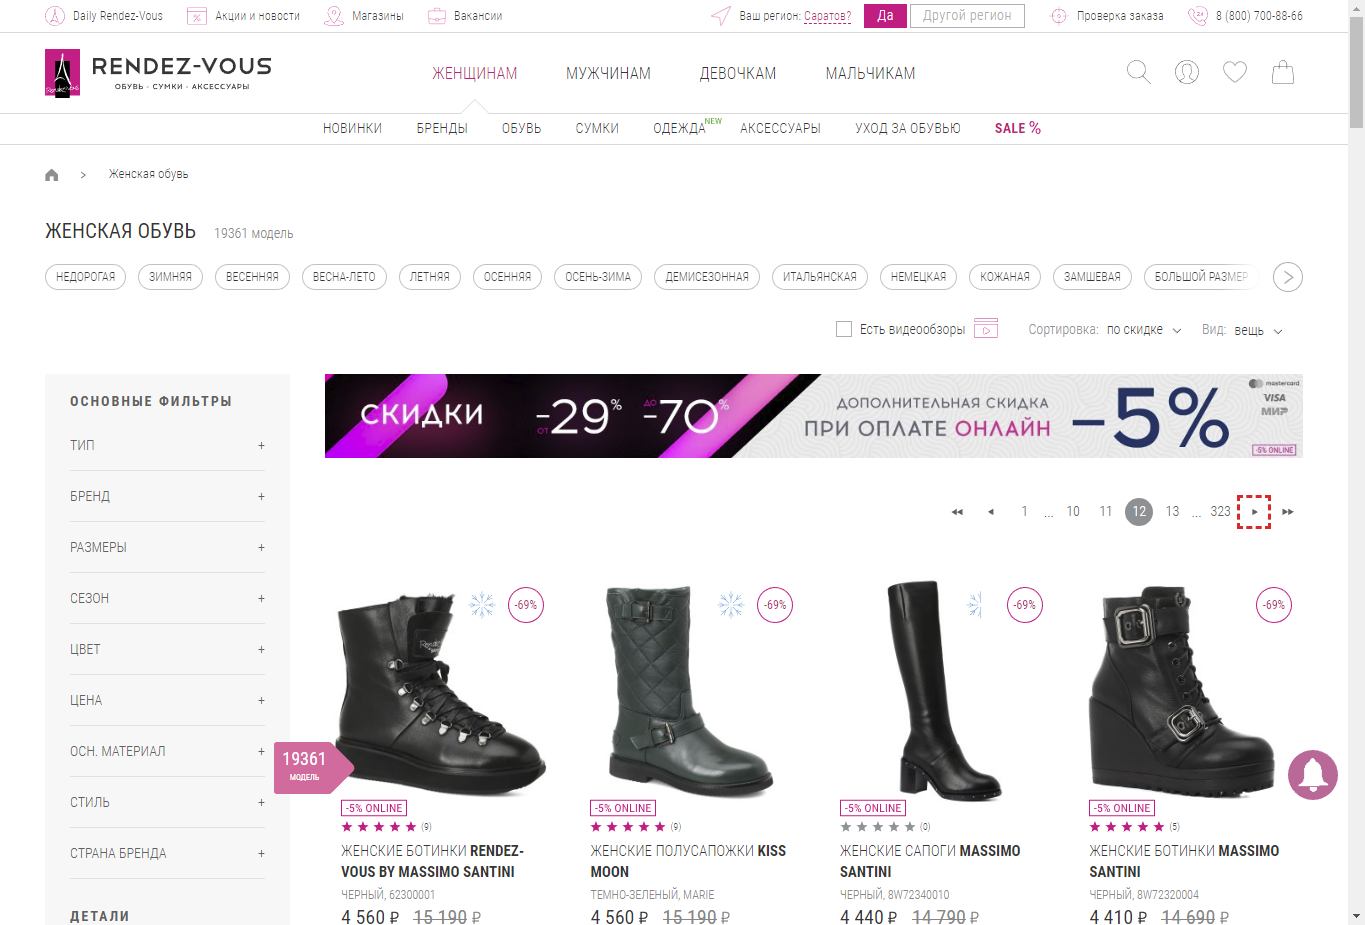 Daily Rendez-Vous
Акции и новости
Магазины
Вакансии
Ваш регион: Саратов?
Да
Другой регион
Проверка заказа
8 (800) 700-88-66
RENDEZ-VOUS
ОБУВЬ · СУМКИ · АКСЕССУАРЫ
ЖЕНЩИНАМ
МУЖЧИНАМ
ДЕВОЧКАМ
МАЛЬЧИКАМ
НОВИНКИ
БРЕНДЫ
ОБУВЬ
СУМКИ
ОДЕЖДА NEW
АКСЕССУАРЫ
УХОД ЗА ОБУВЬЮ
SALE %
Женская обувь
ЖЕНСКАЯ ОБУВЬ 19361 модель
НЕДОРОГАЯ
ЗИМНЯЯ
ВЕСЕННЯЯ
ВЕСНА-ЛЕТО
ЛЕТНЯЯ
ОСЕННЯЯ
ОСЕНЬ-ЗИМА
ДЕМИСЕЗОННАЯ
ИТАЛЬЯНСКАЯ
НЕМЕЦКАЯ
КОЖАНАЯ
ЗАМШЕВАЯ
БОЛЬШОЙ РАЗМЕР
Есть видеообзоры
Сортировка: по скидке
Вид: вещь
ОСНОВНЫЕ ФИЛЬТРЫ
ТИП +
БРЕНД +
РАЗМЕРЫ +
СЕЗОН +
ЦВЕТ +
ЦЕНА +
ОСН. МАТЕРИАЛ +
СТИЛЬ +
СТРАНА БРЕНДА +
ДЕТАЛИ
19361
МОДЕЛЬ
СКИДКИ
ОТ -29% ДО -70%
ДОПОЛНИТЕЛЬНАЯ СКИДКА
ПРИ ОПЛАТЕ ОНЛАЙН
-5%
mastercard
VISA
МИР
-5% ONLINE
1 ... 10 11 12 13 ... 323
-69%
-5% ONLINE
(9)
ЖЕНСКИЕ БОТИНКИ RENDEZ-
VOUS BY MASSIMO SANTINI
ЧЕРНЫЙ, 62300001
4 560 ₽ 15 190 ₽
-69%
-5% ONLINE
(9)
ЖЕНСКИЕ ПОЛУСАПОЖКИ KISS
MOON
ТЕМНО-ЗЕЛЕНЫЙ, MARIE
4 560 ₽ 15 190 ₽
-69%
-5% ONLINE
(0)
ЖЕНСКИЕ САПОГИ MASSIMO
SANTINI
ЧЕРНЫЙ, 8W72340010
4 440 ₽ 14 790 ₽
-69%
-5% ONLINE
(5)
ЖЕНСКИЕ БОТИНКИ MASSIMO
SANTINI
ЧЕРНЫЙ, 8W72320004
4 410 ₽ 14 690 ₽